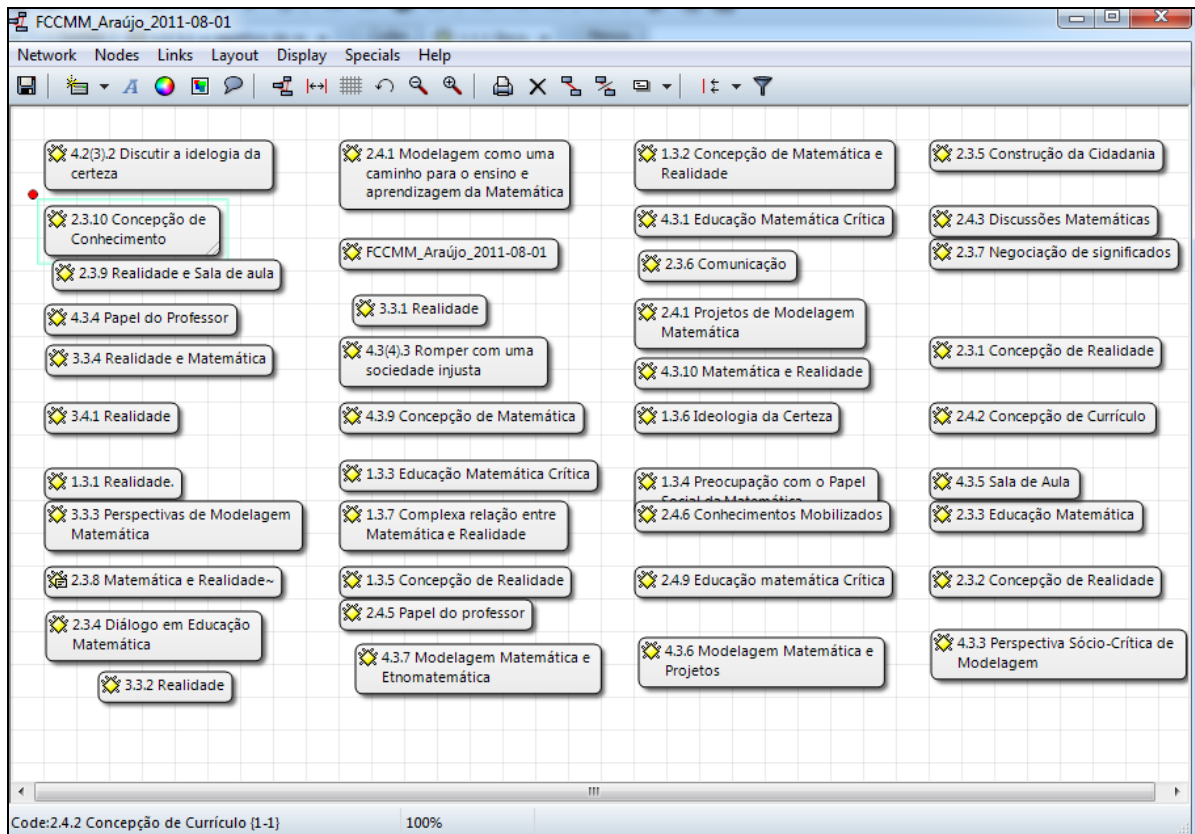 FCCMM_Araújo_2011-08-01
Network Nodes Links Layout Display Specials Help
4.2(3).2 Discutir a idelogia da
certeza
2.3.10 Concepção de
Conhecimento
2.3.9 Realidade e Sala de aula
4.3.4 Papel do Professor
3.3.4 Realidade e Matemática
3.4.1 Realidade
1.3.1 Realidade.
3.3.3 Perspectivas de Modelagem
Matemática
2.3.8 Matemática e Realidade~
2.3.4 Diálogo em Educação
Matemática
3.3.2 Realidade
2.4.1 Modelagem como uma
caminho para o ensino e
aprendizagem da Matemática
FCCMM_Araújo_2011-08-01
3.3.1 Realidade
4.3(4).3 Romper com uma
sociedade injusta
4.3.9 Concepção de Matemática
1.3.3 Educação Matemática Crítica
1.3.7 Complexa relação entre
Matemática e Realidade
1.3.5 Concepção de Realidade
2.4.5 Papel do professor
4.3.7 Modelagem Matemática e
Etnomatemática
1.3.2 Concepção de Matemática e
Realidade
4.3.1 Educação Matemática Crítica
2.3.6 Comunicação
2.4.1 Projetos de Modelagem
Matemática
4.3.10 Matemática e Realidade
1.3.6 Ideologia da Certeza
1.3.4 Preocupação com o Papel
Social da Matemática
2.4.6 Conhecimentos Mobilizados
2.4.9 Educação matemática Crítica
4.3.6 Modelagem Matemática e
Projetos
2.3.5 Construção da Cidadania
2.4.3 Discussões Matemáticas
2.3.7 Negociação de significados
2.3.1 Concepção de Realidade
2.4.2 Concepção de Currículo
4.3.5 Sala de Aula
2.3.3 Educação Matemática
2.3.2 Concepção de Realidade
4.3.3 Perspectiva Sócio-Crítica de
Modelagem
Code:2.4.2 Concepção de Currículo {1-1} 100%